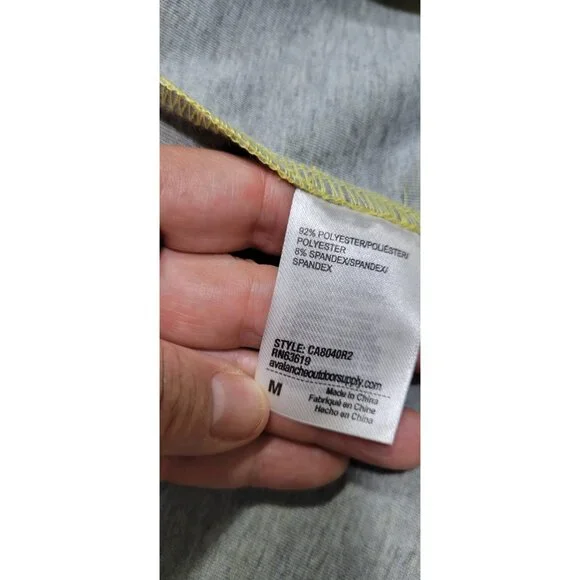 92% POLYESTER/POLIÉSTER/
POLYESTER
8% SPANDEX/SPANDEX/
SPANDEX
STYLE: CA8040R2
RN63619
avalancheoutdoorsupply.com
M
Made in China
Fabriqué en Chine
Hecho en China